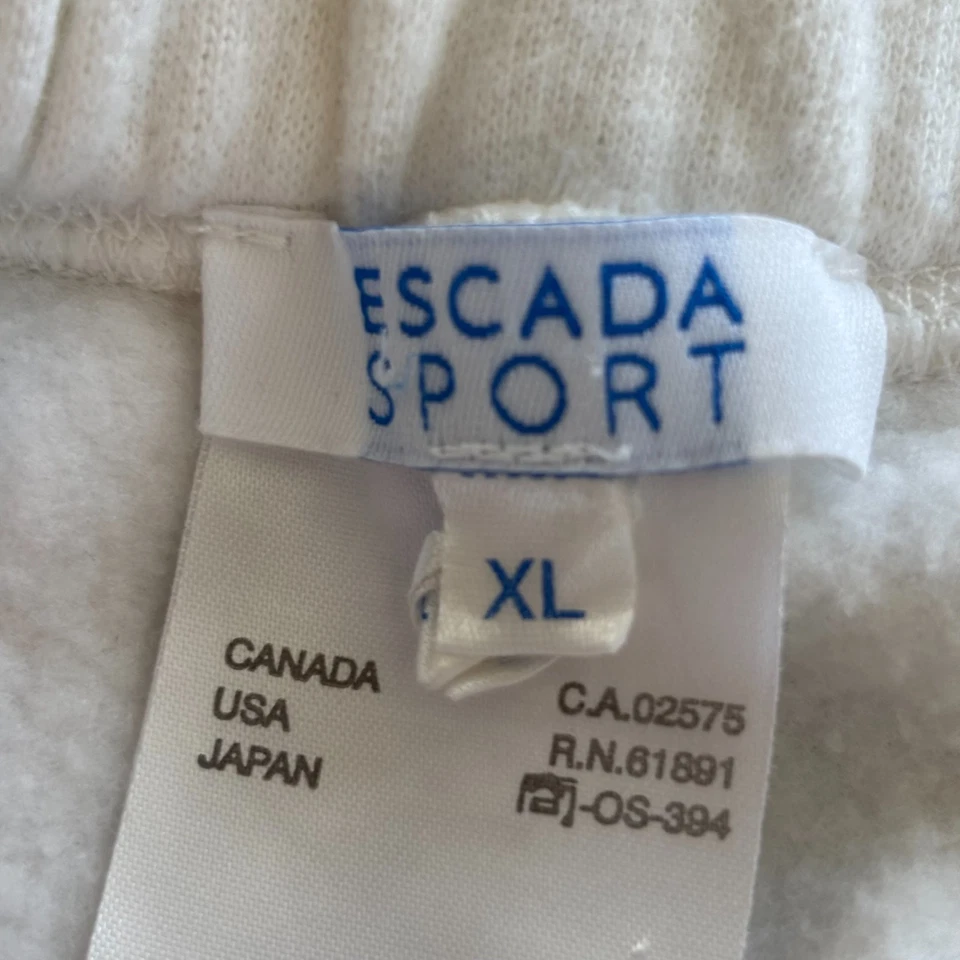 ESCADA
SPORT
XL
CANADA
USA
JAPAN
C.A.02575
R.N.61891
-OS-394